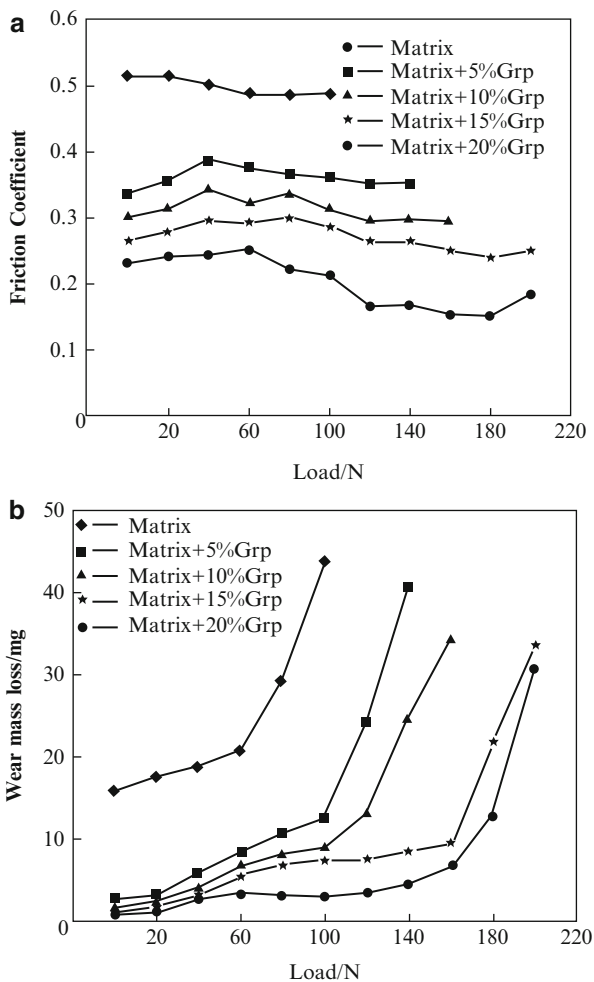 a
0.6
0.5
0.4
0.3
0.2
0.1
0
Friction Coefficient
Matrix
Matrix+5%Grp
Matrix+10%Grp
Matrix+15%Grp
Matrix+20%Grp
20 60 100 140 180 220
Load/N
b
50
40
30
20
10
0
Wear mass loss/mg
Matrix
Matrix+5%Grp
Matrix+10%Grp
Matrix+15%Grp
Matrix+20%Grp
20 60 100 140 180 220
Load/N